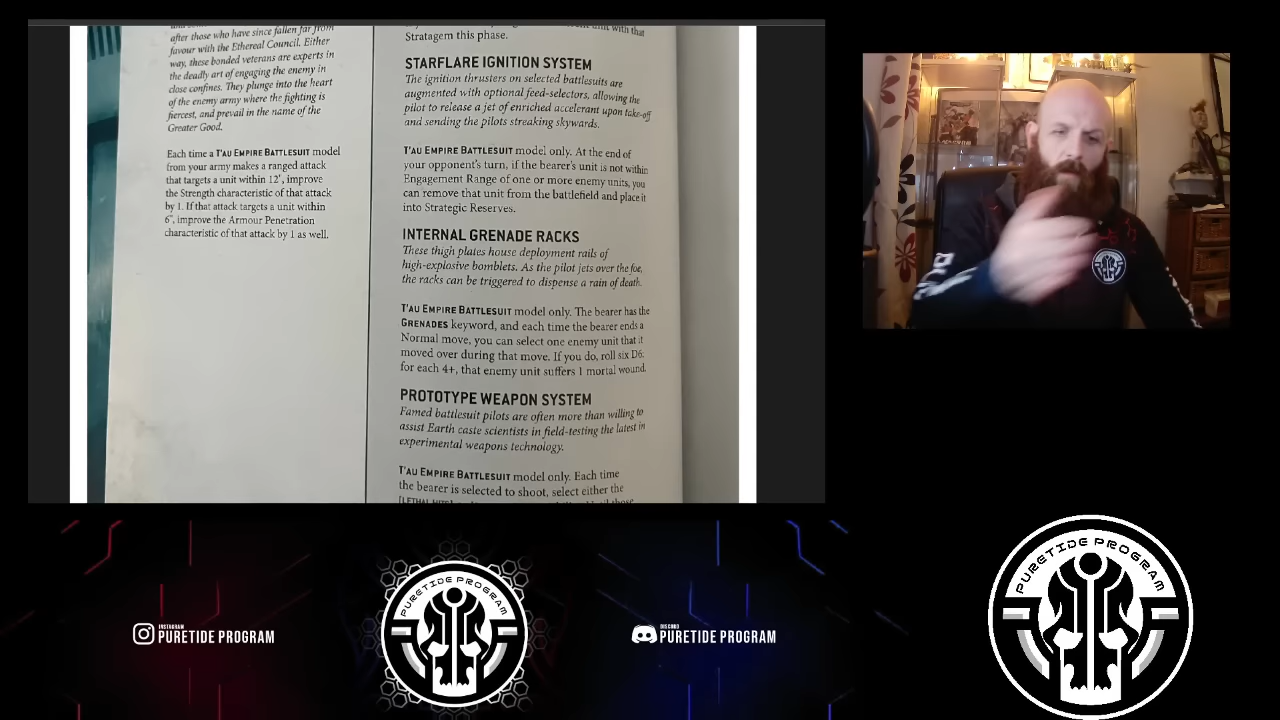 after those who have since fallen far from
favour with the Ethereal Council. Either
way, these bonded veterans are experts in
the deadly art of engaging the enemy in
close confines. They plunge into the heart
of the enemy army where the fighting is
fiercest, and prevail in the name of the
Greater Good.
Each time a T'AU EMPIRE BATTLESUIT model
from your army makes a ranged attack
that targets a unit within 12", improve
the Strength characteristic of that attack
by 1. If that attack targets a unit within
6", improve the Armour Penetration
characteristic of that attack by 1 as well.
unit with that
Stratagem this phase.
STARFLARE IGNITION SYSTEM
The ignition thrusters on selected battlesuits are
augmented with optional feed-selectors, allowing the
pilot to release a jet of enriched accelerant upon take-off
and sending the pilots streaking skywards.
T'AU EMPIRE BATTLESUIT model only. At the end of
your opponent's turn, if the bearer's unit is not within
Engagement Range of one or more enemy units, you
can remove that unit from the battlefield and place it
into Strategic Reserves.
INTERNAL GRENADE RACKS
These thigh plates house deployment rails of
high-explosive bomblets. As the pilot jets over the foe,
the racks can be triggered to dispense a rain of death.
T'AU EMPIRE BATTLESUIT model only. The bearer has the
GRENADES keyword, and each time the bearer ends a
Normal move, you can select one enemy unit that it
moved over during that move. If you do, roll six D6:
for each 4+, that enemy unit suffers 1 mortal wound.
PROTOTYPE WEAPON SYSTEM
Famed battlesuit pilots are often more than willing to
assist Earth caste scientists in field-testing the latest in
experimental weapons technology.
T'AU EMPIRE BATTLESUIT model only. Each time
the bearer is selected to shoot, select either the
INSTAGRAM
PURETIDE PROGRAM
PURETIDE PROGRAM
DISCORD
PURETIDE PROGRAM
PURETIDE PROGRAM